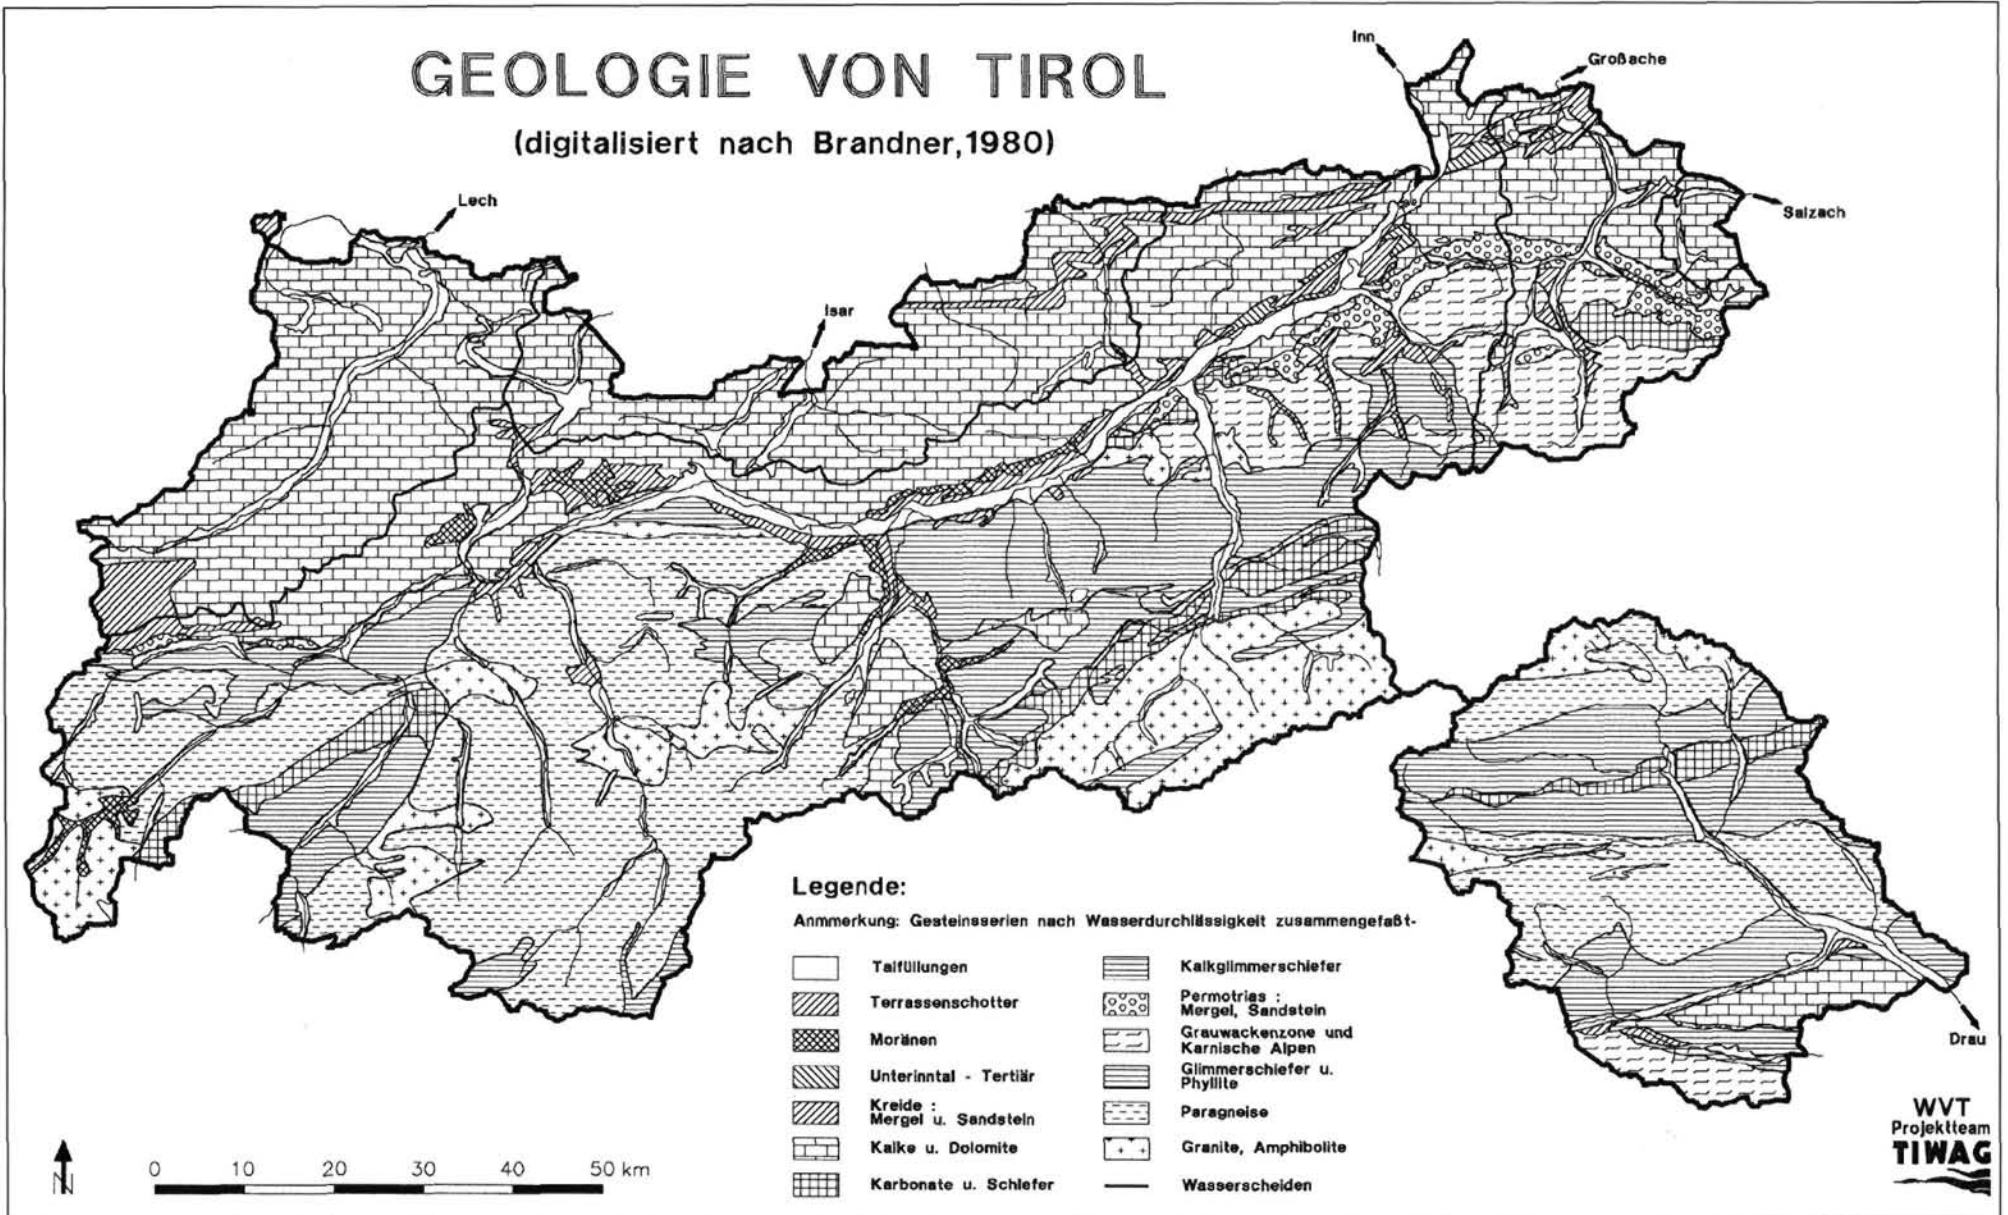 GEOLOGIE VON TIROL
(digitalisiert nach Brandner,1980)
Inn
Großache
Lech
Salzach
Isar
Legende:
Anmmerkung: Gesteinsserien nach Wasserdurchlässigkeit zusammengefaßt-
Talfüllungen
Terrassenschotter
Moränen
Unterinntal - Tertiär
Kreide :
Mergel u. Sandstein
Kalke u. Dolomite
Karbonate u. Schiefer
Kalkglimmerschiefer
Permotrias :
Mergel, Sandstein
Grauwackenzone und
Karnische Alpen
Glimmerschiefer u.
Phyllite
Paragneise
Granite, Amphibolite
Wasserscheiden
Drau
N
0 10 20 30 40 50 km
WVT
Projektteam
TIWAG